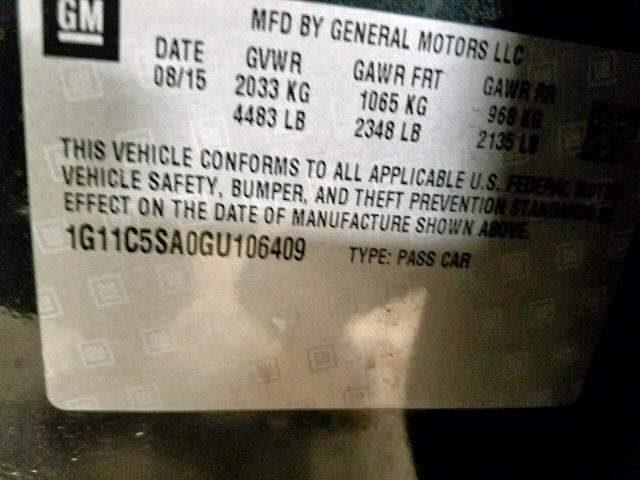 GM
MFD BY GENERAL MOTORS LLC
DATE GVWR GAWR FRT GAWR RR
08/15 2033 KG 1065 KG 968 KG
4483 LB 2348 LB 2135 LB
THIS VEHICLE CONFORMS TO ALL APPLICABLE U.S. FEDERAL MOTOR
VEHICLE SAFETY, BUMPER, AND THEFT PREVENTION STANDARDS IN
EFFECT ON THE DATE OF MANUFACTURE SHOWN ABOVE.
1G11C5SA0GU106409 TYPE: PASS CAR